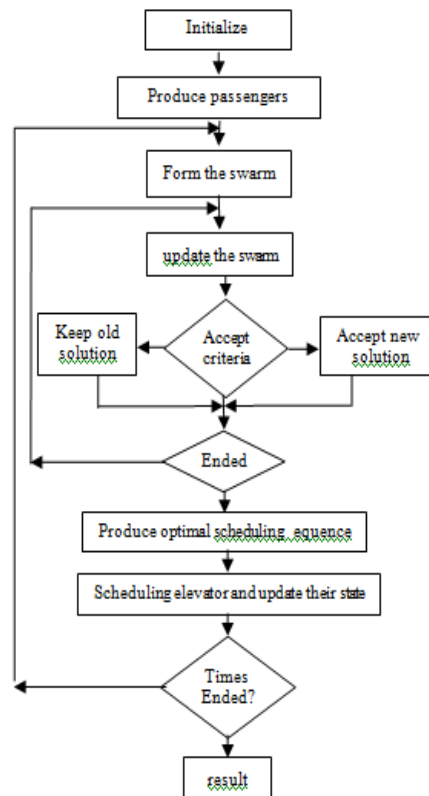 Initialize
Produce passengers
Form the swarm
update the swarm
Keep old
solution
Accept
criteria
Accept new
solution
Ended
Produce optimal scheduling equence
Scheduling elevator and update their state
Times
Ended?
result